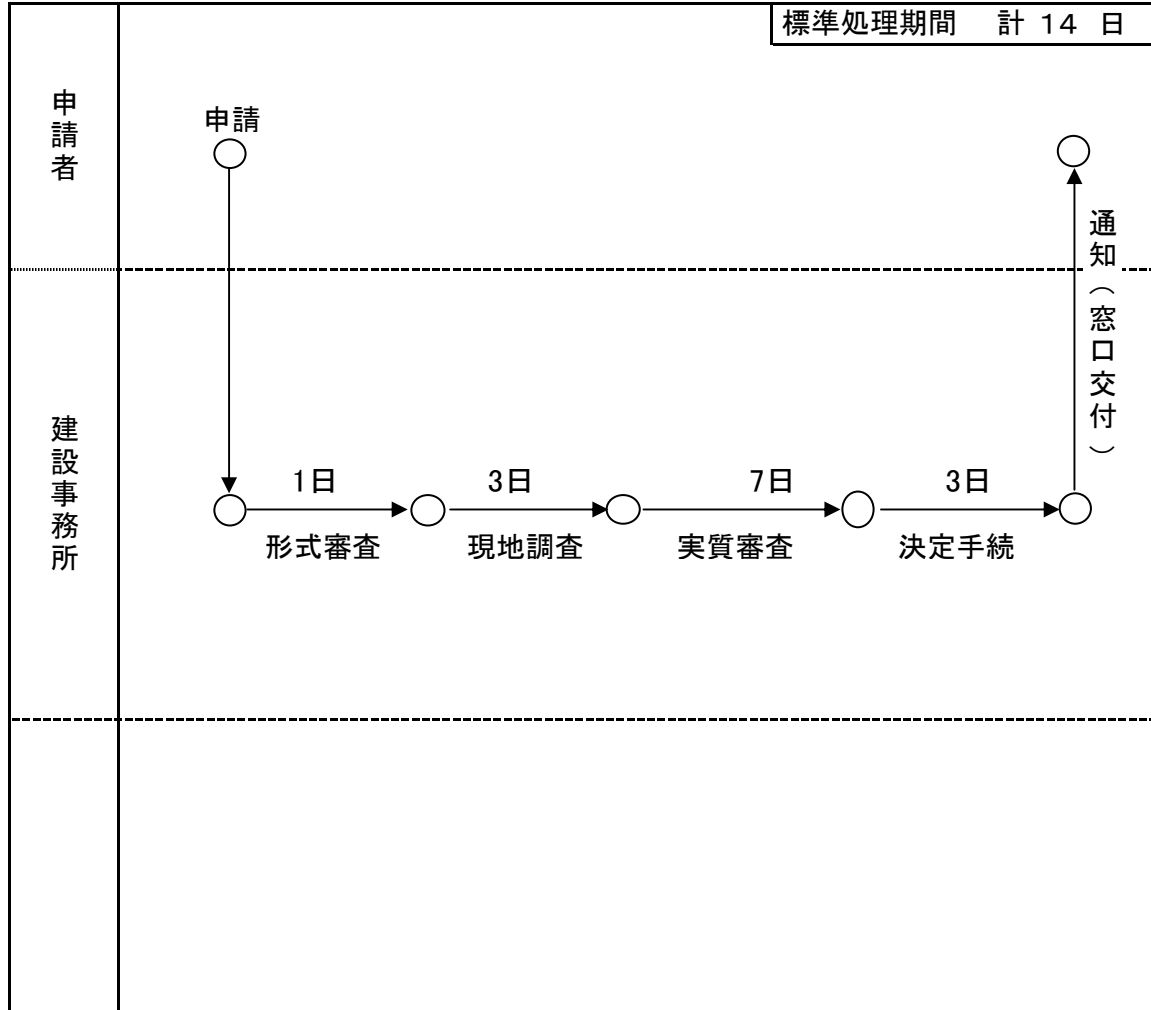 標準処理期間 計 14 日
申請者
申請
通知(窓口交付)
建設事務所
1日
3日
7日
3日
形式審査
現地調査
実質審査
決定手続